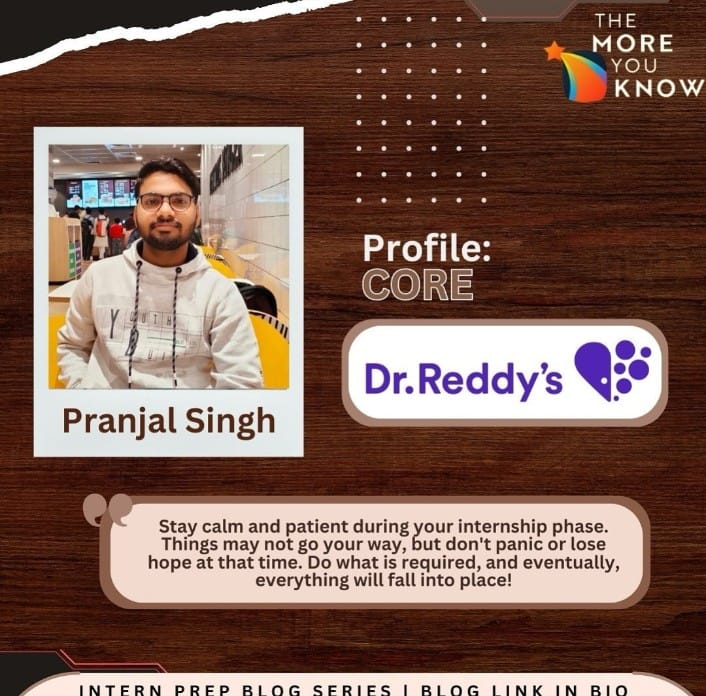 THE
MORE
YOU
KNOW
Profile:
CORE
Dr.Reddy's
Pranjal Singh
Stay calm and patient during your internship phase.
Things may not go your way, but don't panic or lose
hope at that time. Do what is required, and eventually,
everything will fall into place!
INTERN PREP BLOG SERIES | BLOG LINK IN BIO